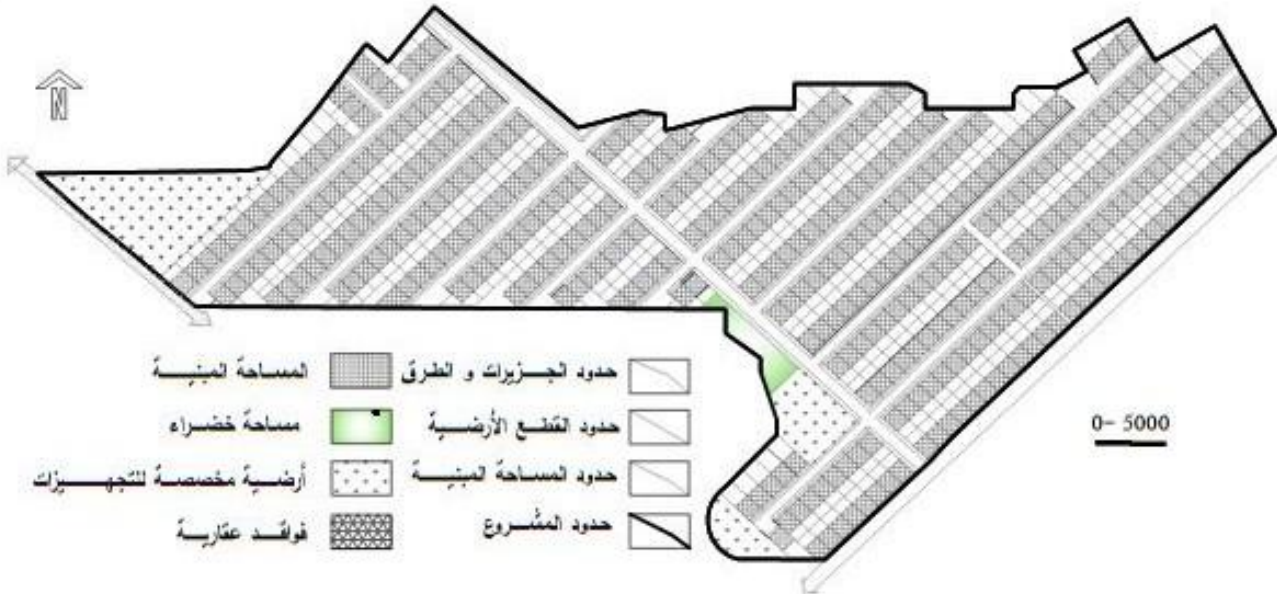 N
حدود الجزيرات و الطرق
المساحة المبنية
حدود القطع الأرضية
مساحة خضراء
حدود المساحة المبنية
أرضية مخصصة للتجهيزات
حدود المشروع
فواقد عقارية
0- 5000